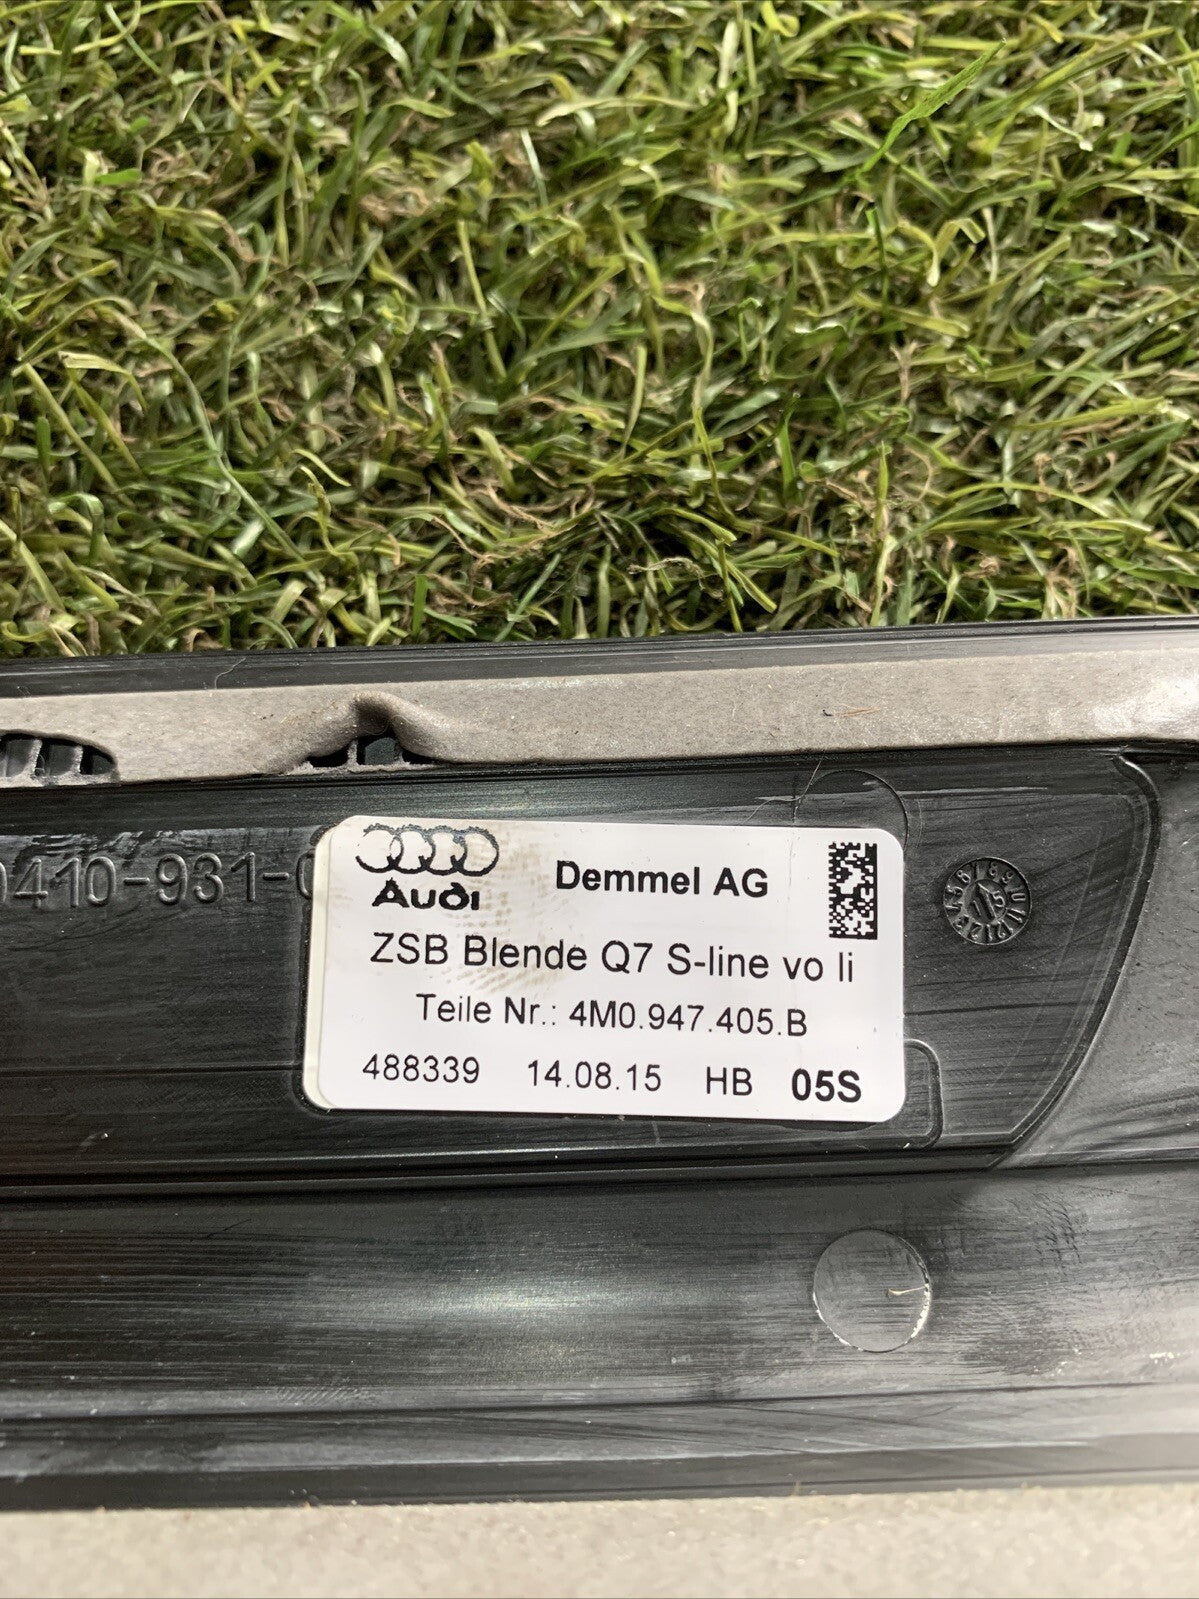 0410-931-0
Audi
Demmel AG
ZSB Blende Q7 S-line vo li
Teile Nr.: 4M0.947.405.B
488339 14.08.15 HB 05S